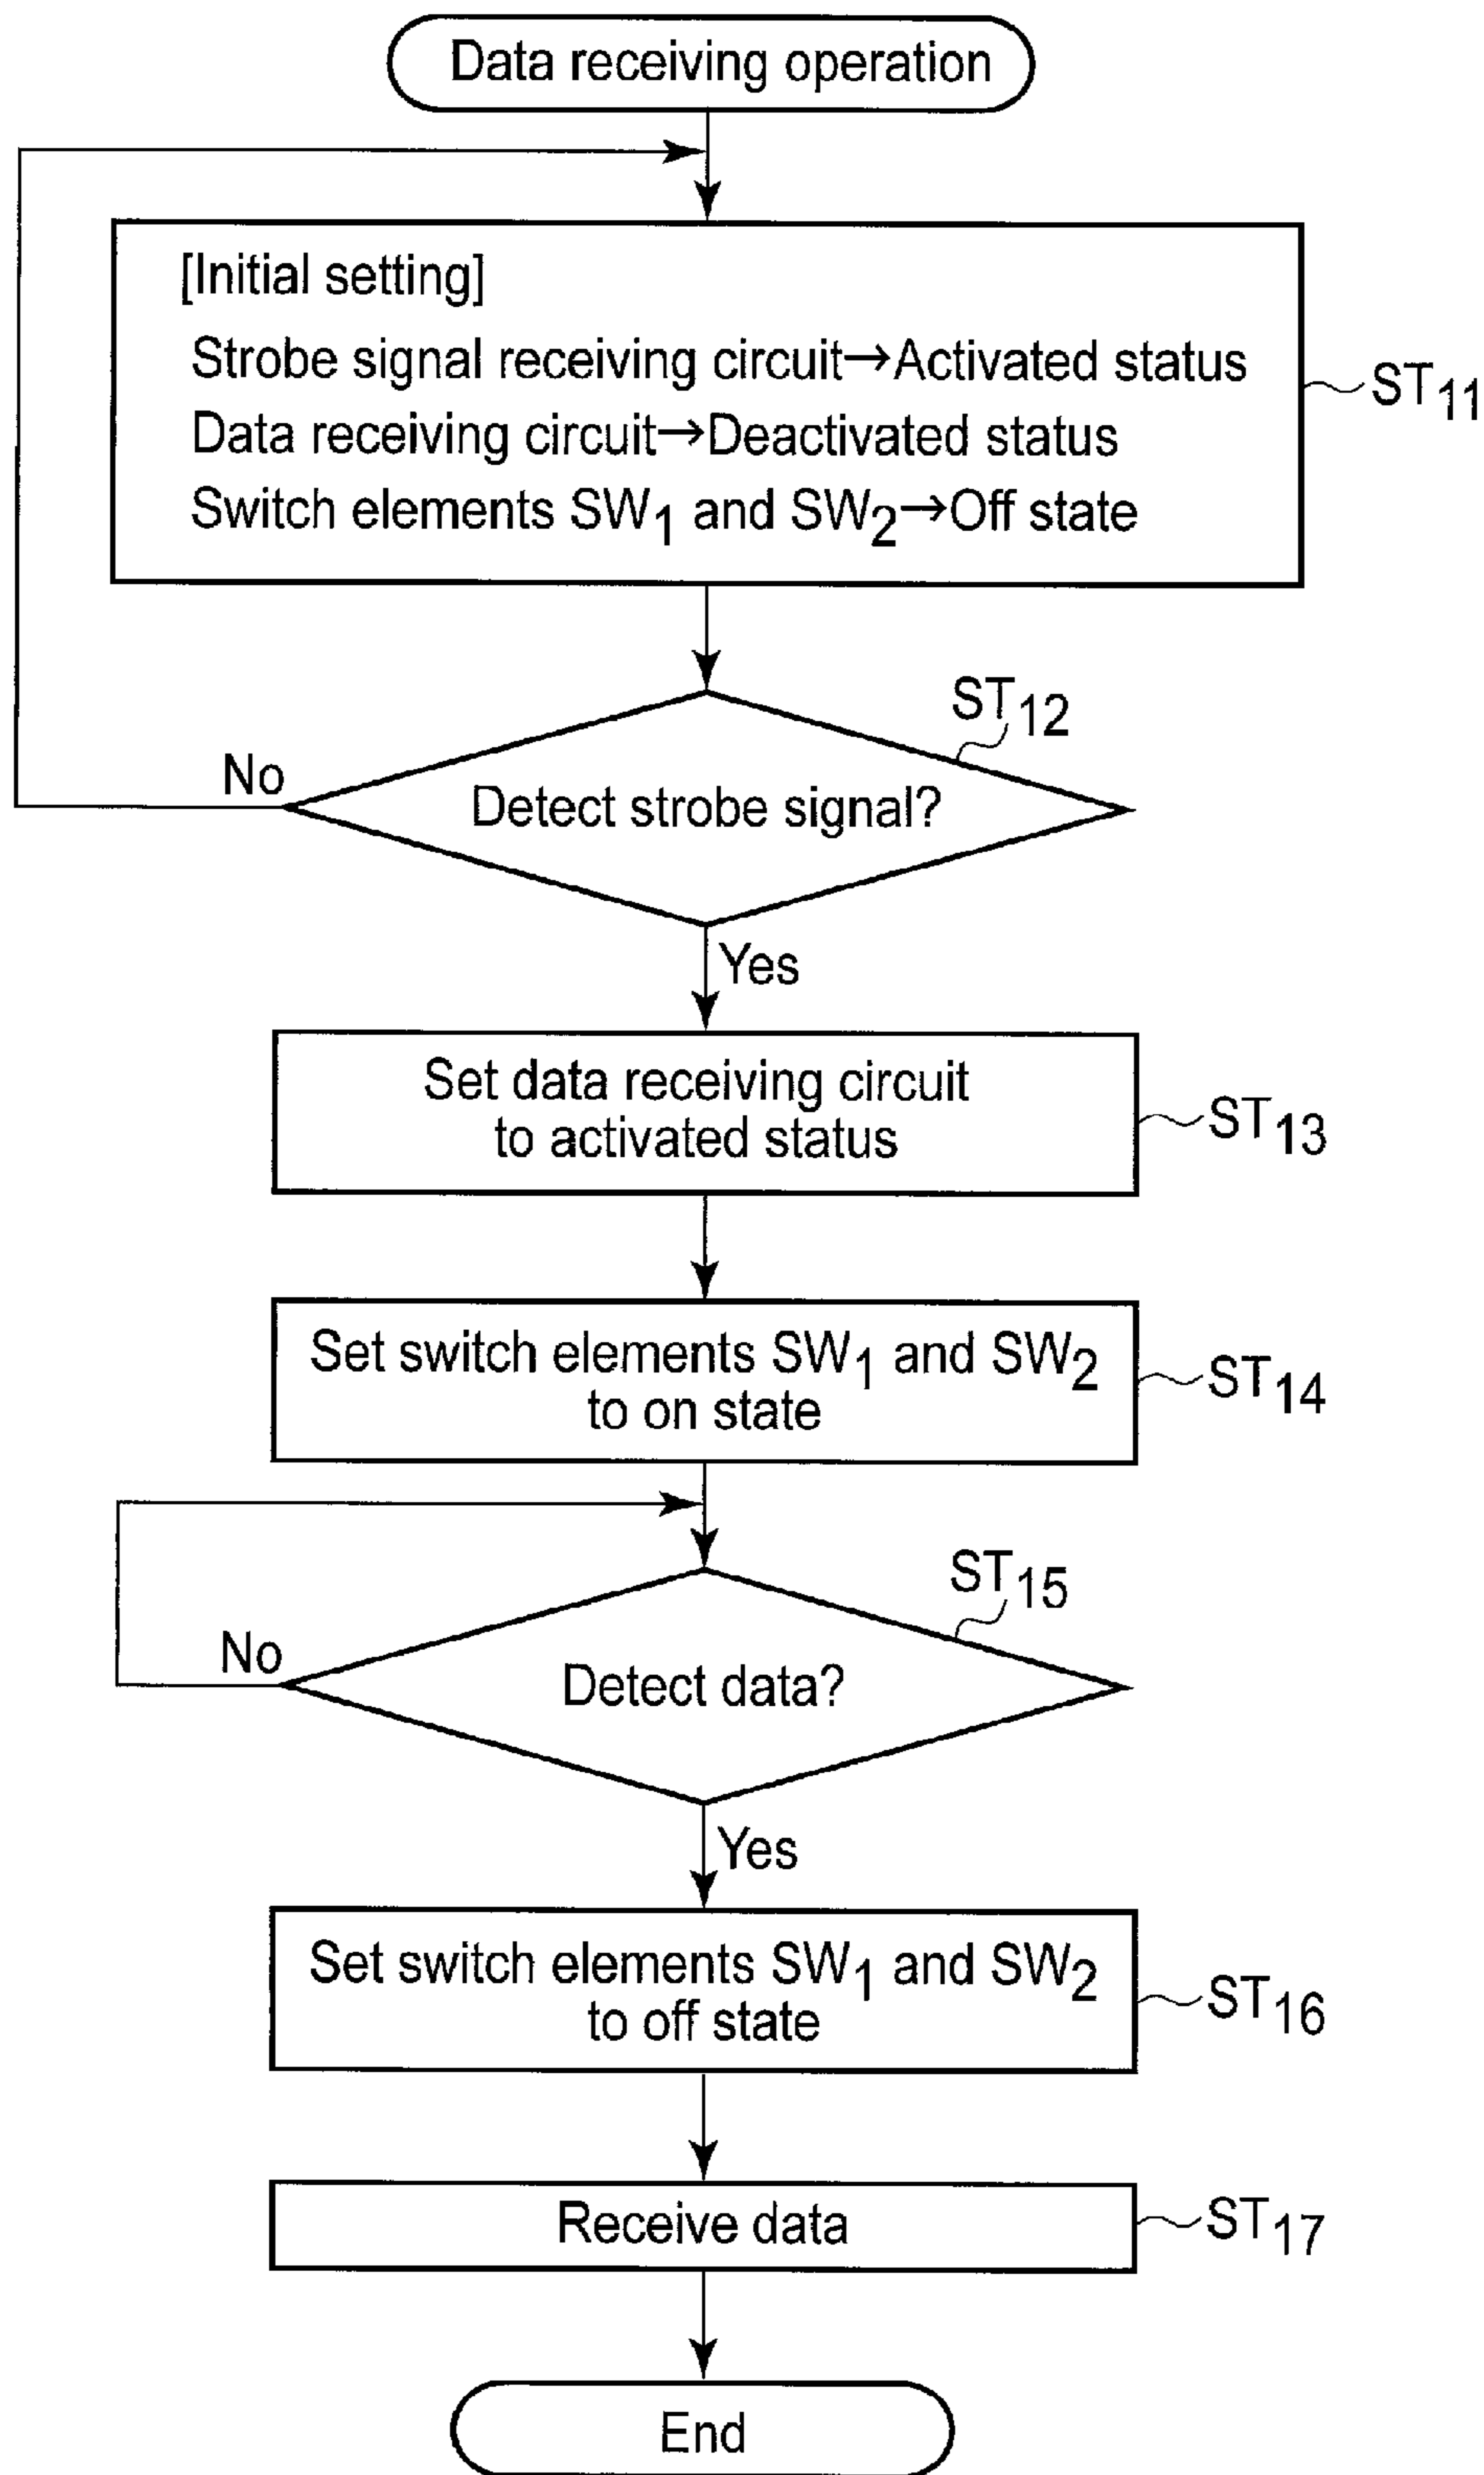 Data receiving operation
[Initial setting]
Strobe signal receiving circuit→Activated status
ST11
Data receiving circuit→Deactivated status
Switch elements SW1 and SW2→Off state
ST12
No
Detect strobe signal?
Yes
Set data receiving circuit
to activated status
ST13
Set switch elements SW1 and SW2
to on state
ST14
ST15
No
Detect data?
Yes
Set switch elements SW1 and SW2
to off state
ST16
Receive data
ST17
End